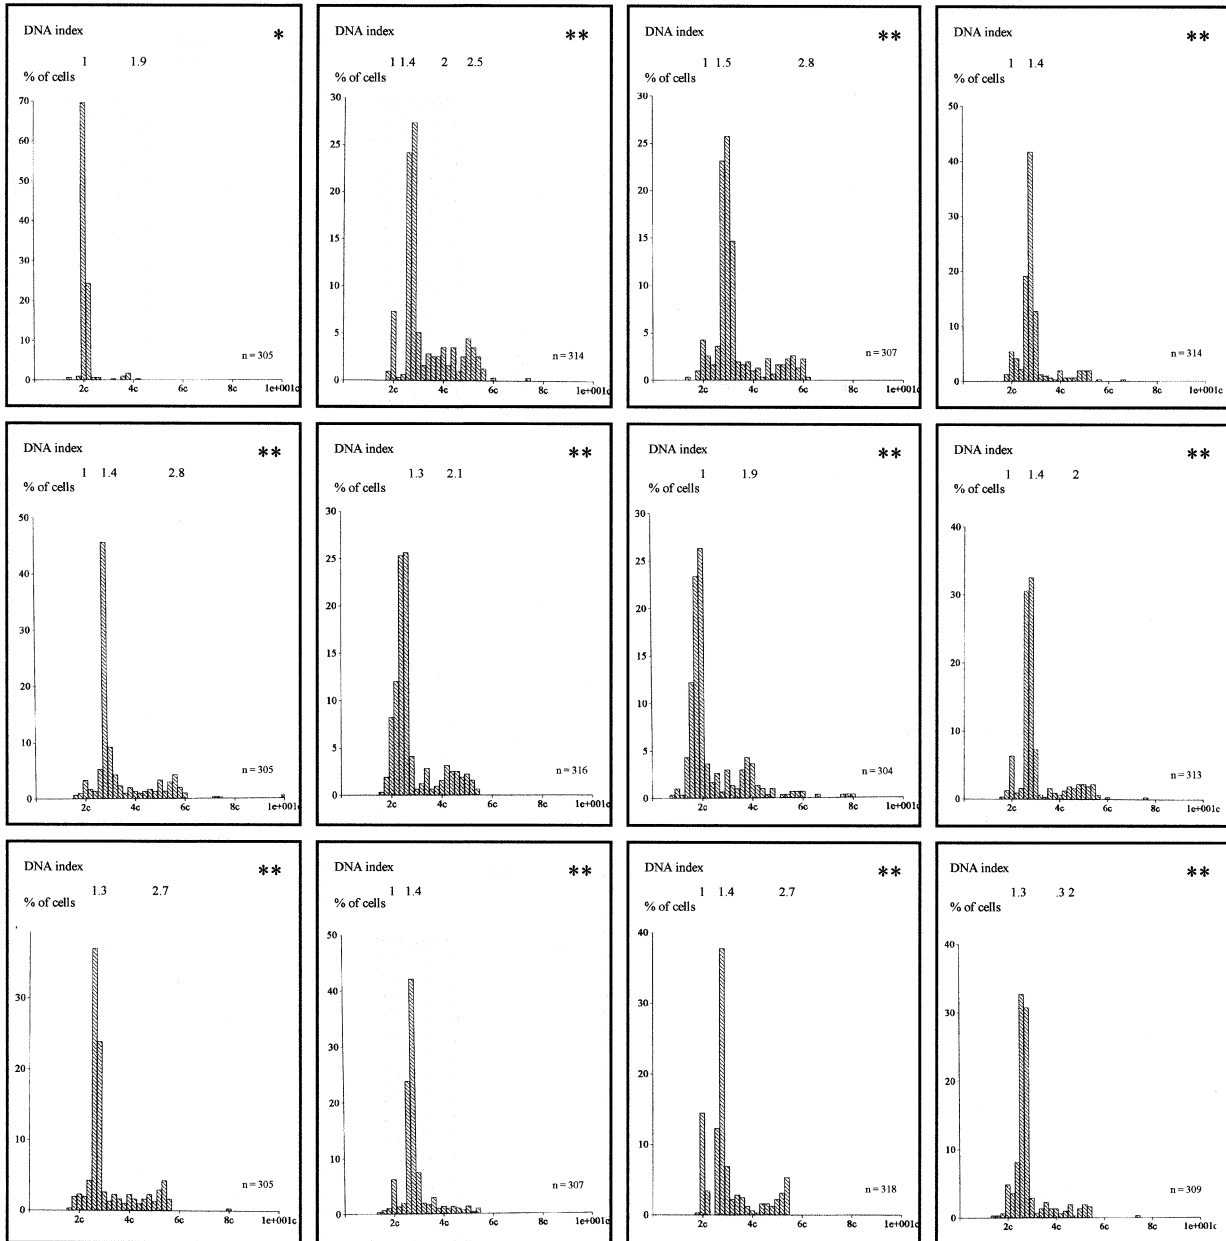 DNA index *
1 1.9
% of cells
70
60
50
40
30
20
10
0
n = 305
2c 4c 6c 8c 1e+001c
DNA index **
1 1.4 2 2.5
% of cells
30
25
20
15
10
5
0
n = 314
2c 4c 6c 8c 1e+001c
DNA index **
1 1.5 2.8
% of cells
30
25
20
15
10
5
0
n = 307
2c 4c 6c 8c 1e+001c
DNA index **
1 1.4
% of cells
50
40
30
20
10
0
n = 314
2c 4c 6c 8c 1e+001c
DNA index **
1 1.4 2.8
% of cells
50
40
30
20
10
0
n = 305
2c 4c 6c 8c 1e+001c
DNA index **
1.3 2.1
% of cells
30
25
20
15
10
5
0
n = 316
2c 4c 6c 8c 1e+001c
DNA index **
1 1.9
% of cells
30
25
20
15
10
5
0
n = 304
2c 4c 6c 8c 1e+001c
DNA index **
1 1.4 2
% of cells
40
30
20
10
0
n = 313
2c 4c 6c 8c 1e+001c
DNA index **
1.3 2.7
% of cells
30
20
10
0
n = 305
2c 4c 6c 8c 1e+001c
DNA index **
1 1.4
% of cells
50
40
30
20
10
0
n = 307
2c 4c 6c 8c 1e+001c
DNA index **
1 1.4 2.7
% of cells
40
30
20
10
0
n = 318
2c 4c 6c 8c 1e+001c
DNA index **
1.3 .3 2
% of cells
40
30
20
10
0
n = 309
2c 4c 6c 8c 1e+001c